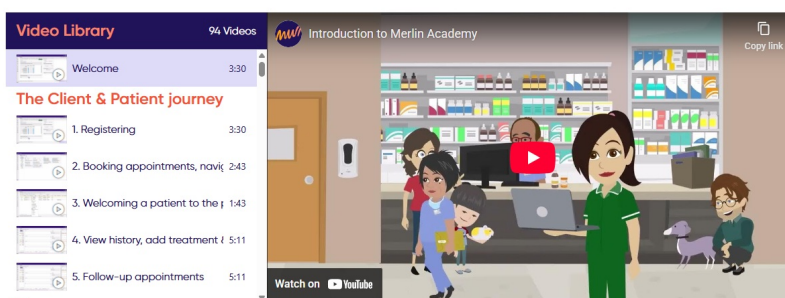 Video Library
94 Videos
Welcome
3:30
The Client & Patient journey
1. Registering
3:30
2. Booking appointments, navig
2:43
3. Welcoming a patient to the
1:43
4. View history, add treatment
5:11
5. Follow-up appointments
5:11
mwi
Introduction to Merlin Academy
Copy link
Watch on YouTube